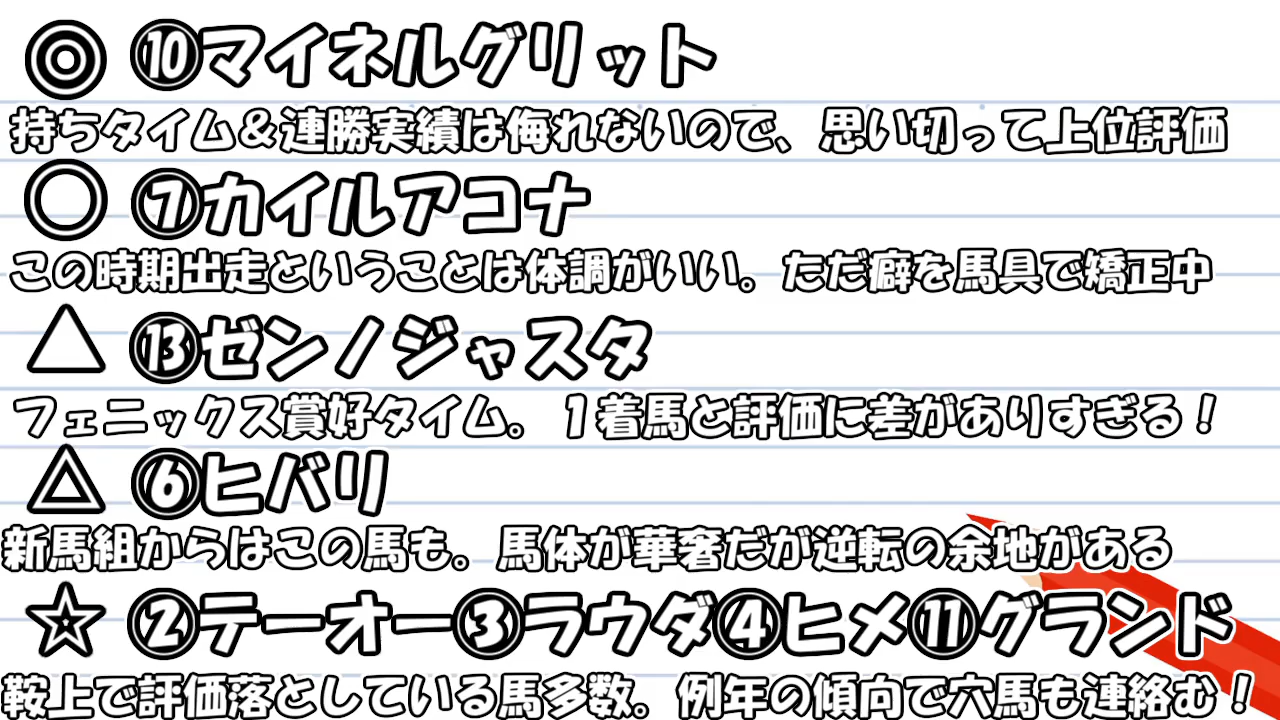 ◎ ⑩マイネルグリット
持ちタイム＆連勝実績は侮れないので、思い切って上位評価
○ ⑦カイルアコナ
この時期出走ということは体調がいい。ただ癖を馬具で矯正中
△ ⑬ゼンノジャスタ
フェニックス賞好タイム。１着馬と評価に差がありすぎる！
△ ⑥ヒバリ
新馬組からはこの馬も。馬体が華奢だが逆転の余地がある
☆ ②テーオー③ラウダ④ヒメ⑪グランド
鞍上で評価落としている馬多数。例年の傾向で穴馬も連絡む！